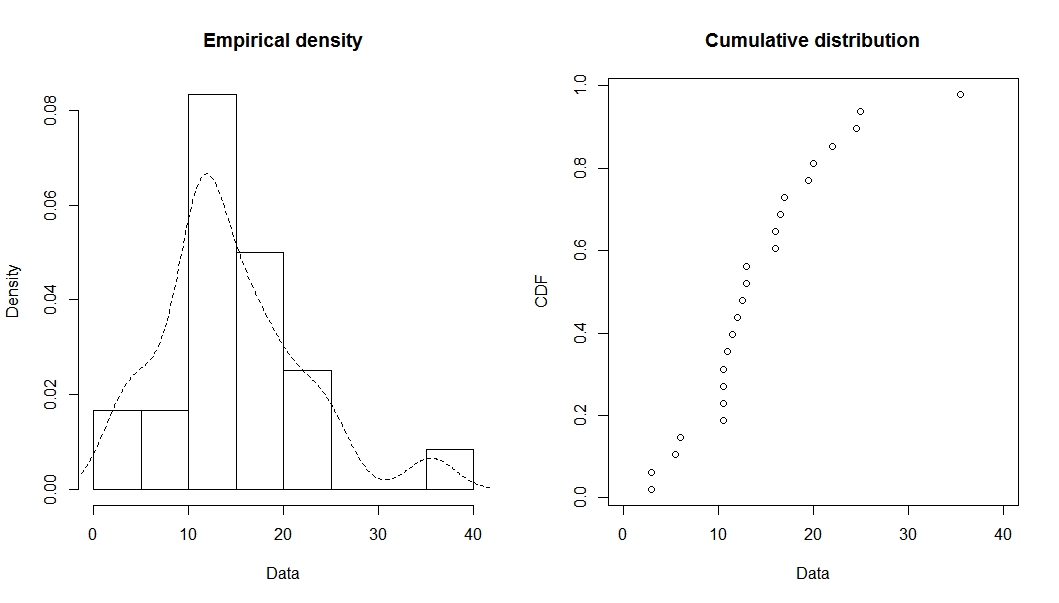 Empirical density
Density
0.00 0.02 0.04 0.06 0.08
0 10 20 30 40
Data
Cumulative distribution
CDF
0.0 0.2 0.4 0.6 0.8 1.0
0 10 20 30 40
Data